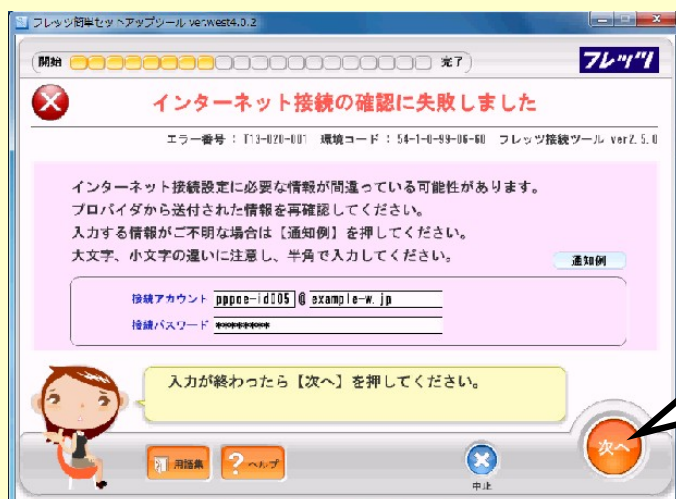 フレッツ簡単セットアップツール ver.west4.0.2
開始 完了 フレッツ
インターネット接続の確認に失敗しました
エラー番号 : T13-020-001 環境コード : 54-1-0-99-06-60 フレッツ接続ツール ver2.5.0
インターネット接続設定に必要な情報が間違っている可能性があります。
プロバイダから送付された情報を再確認してください。
入力する情報がご不明な場合は【通知例】を押してください。
大文字、小文字の違いに注意し、半角で入力してください。
通知例
接続アカウント pppoe-id005 @ example-w.jp
接続パスワード ********
入力が終わったら【次へ】を押してください。
次へ
用語集 ? ヘルプ
中止